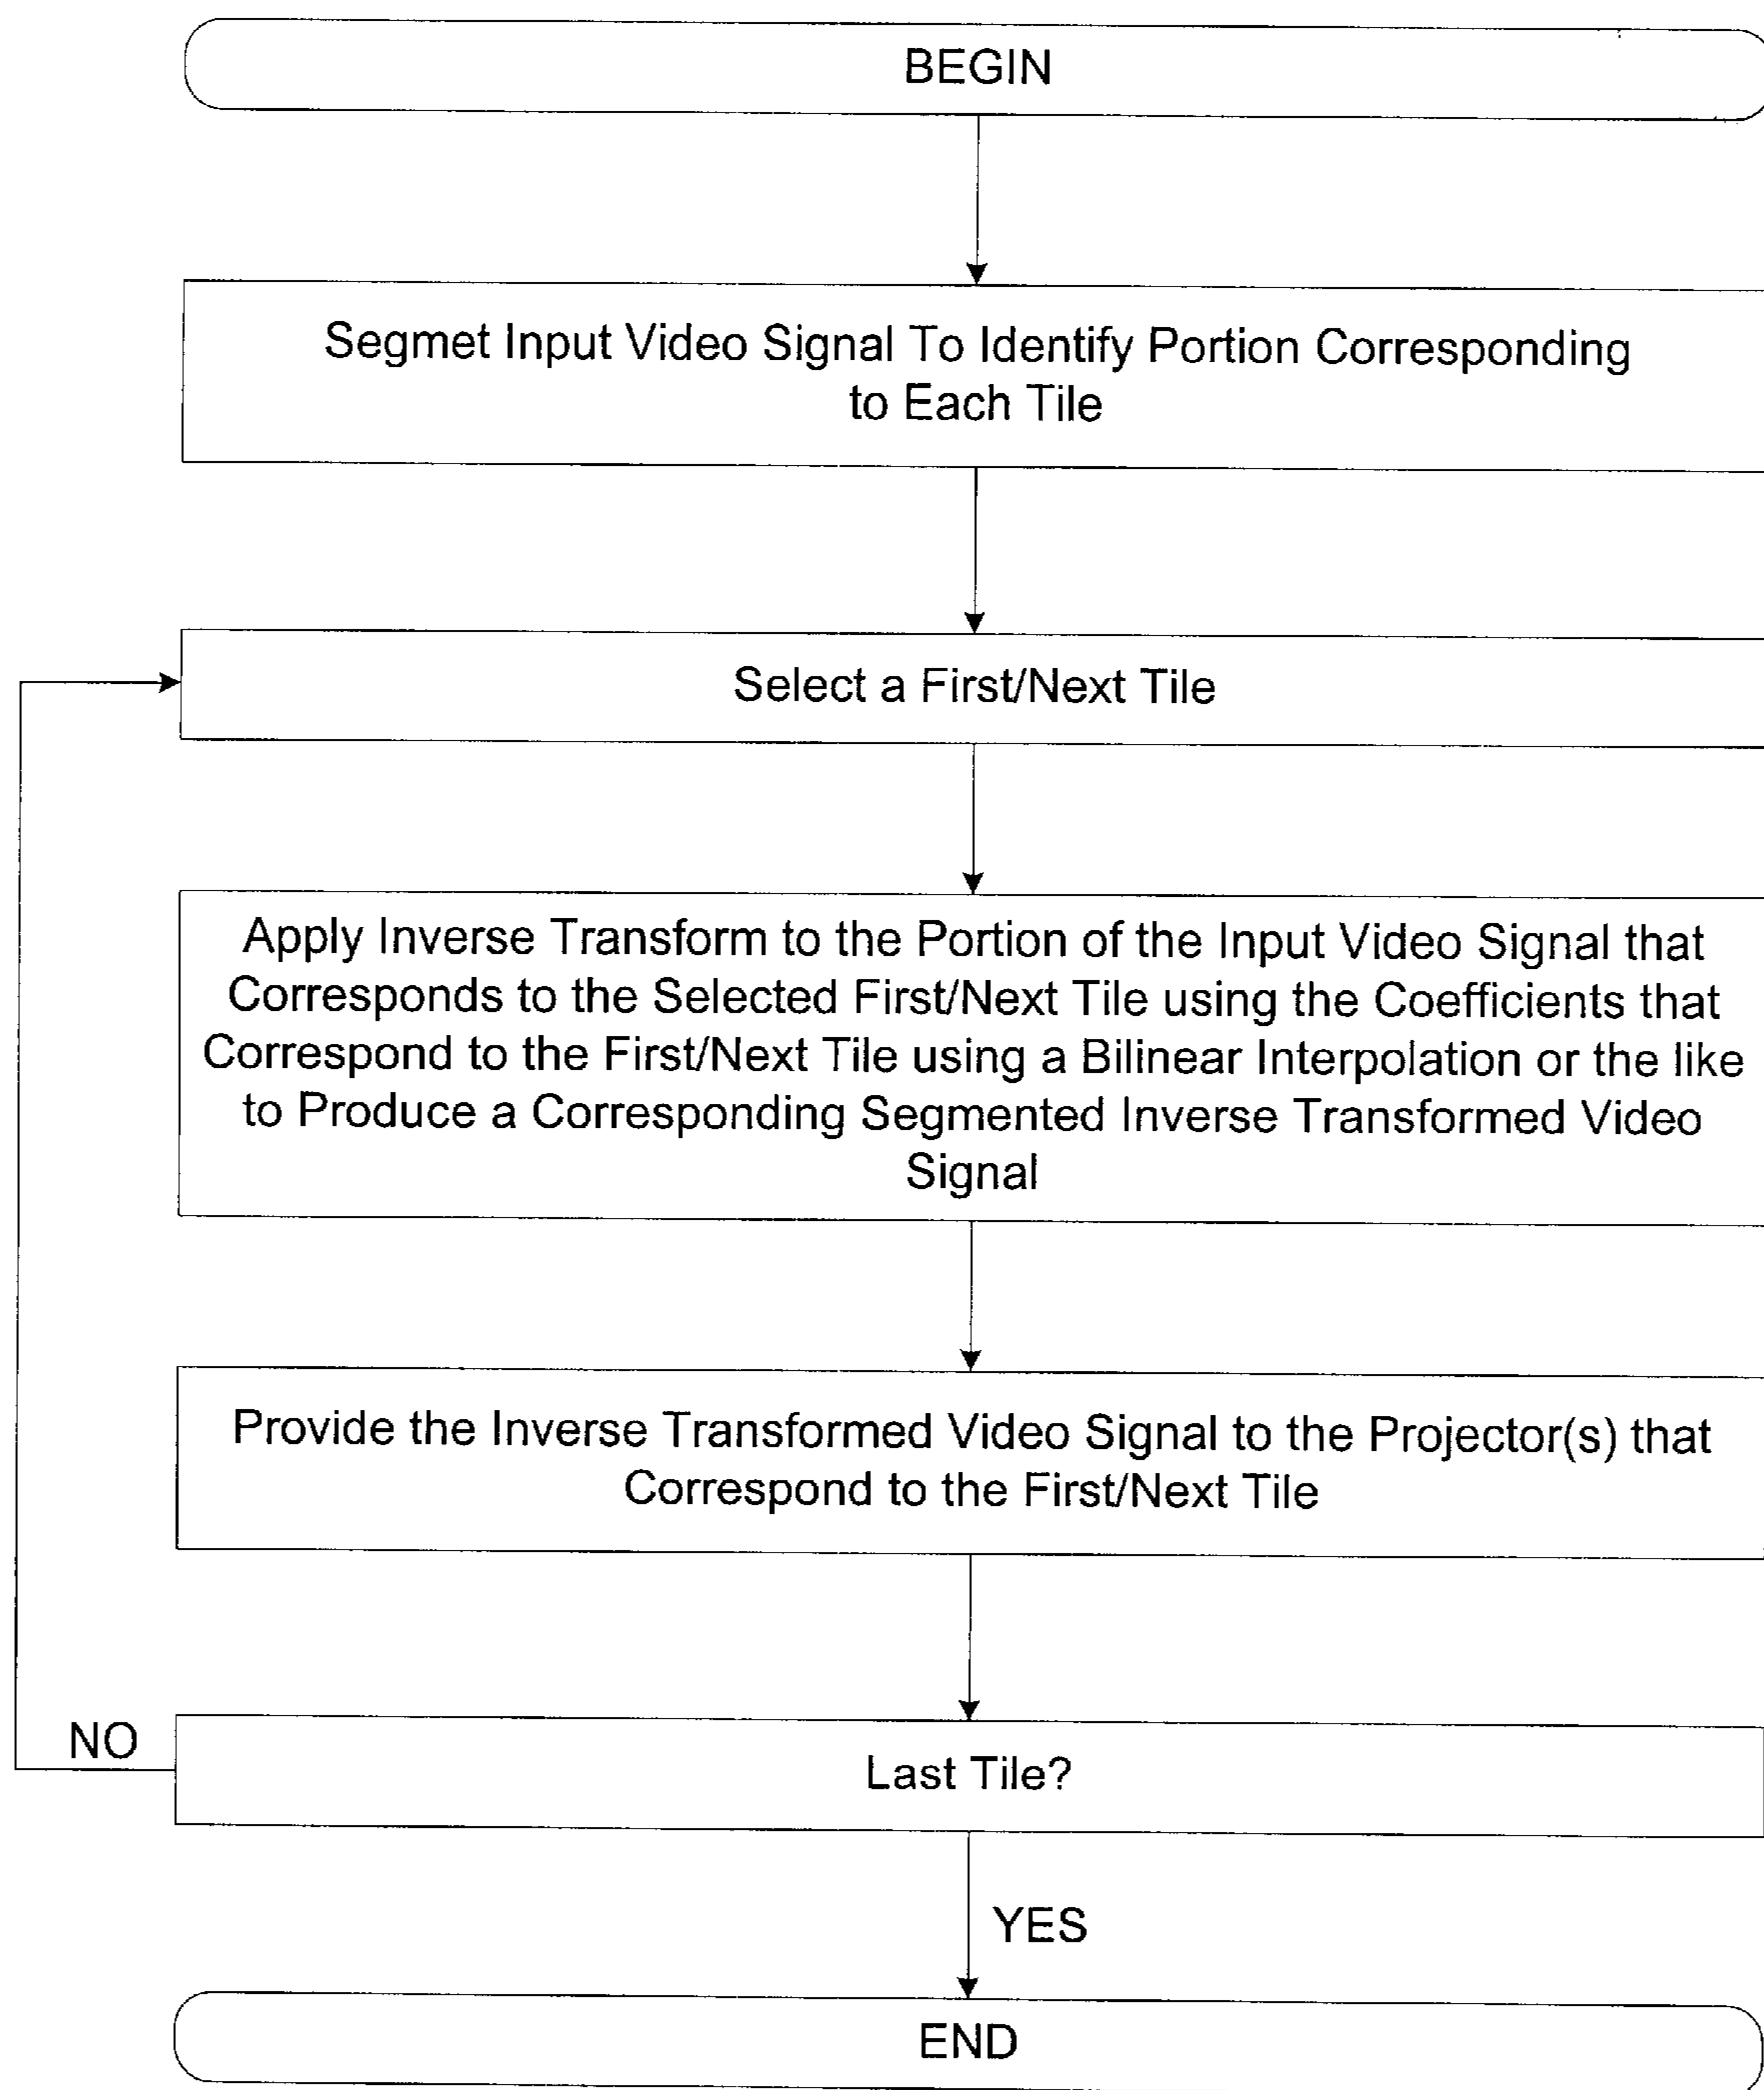 BEGIN
Segmet Input Video Signal To Identify Portion Corresponding
to Each Tile
Select a First/Next Tile
Apply Inverse Transform to the Portion of the Input Video Signal that
Corresponds to the Selected First/Next Tile using the Coefficients that
Correspond to the First/Next Tile using a Bilinear Interpolation or the like
to Produce a Corresponding Segmented Inverse Transformed Video
Signal
Provide the Inverse Transformed Video Signal to the Projector(s) that
Correspond to the First/Next Tile
NO
Last Tile?
YES
END